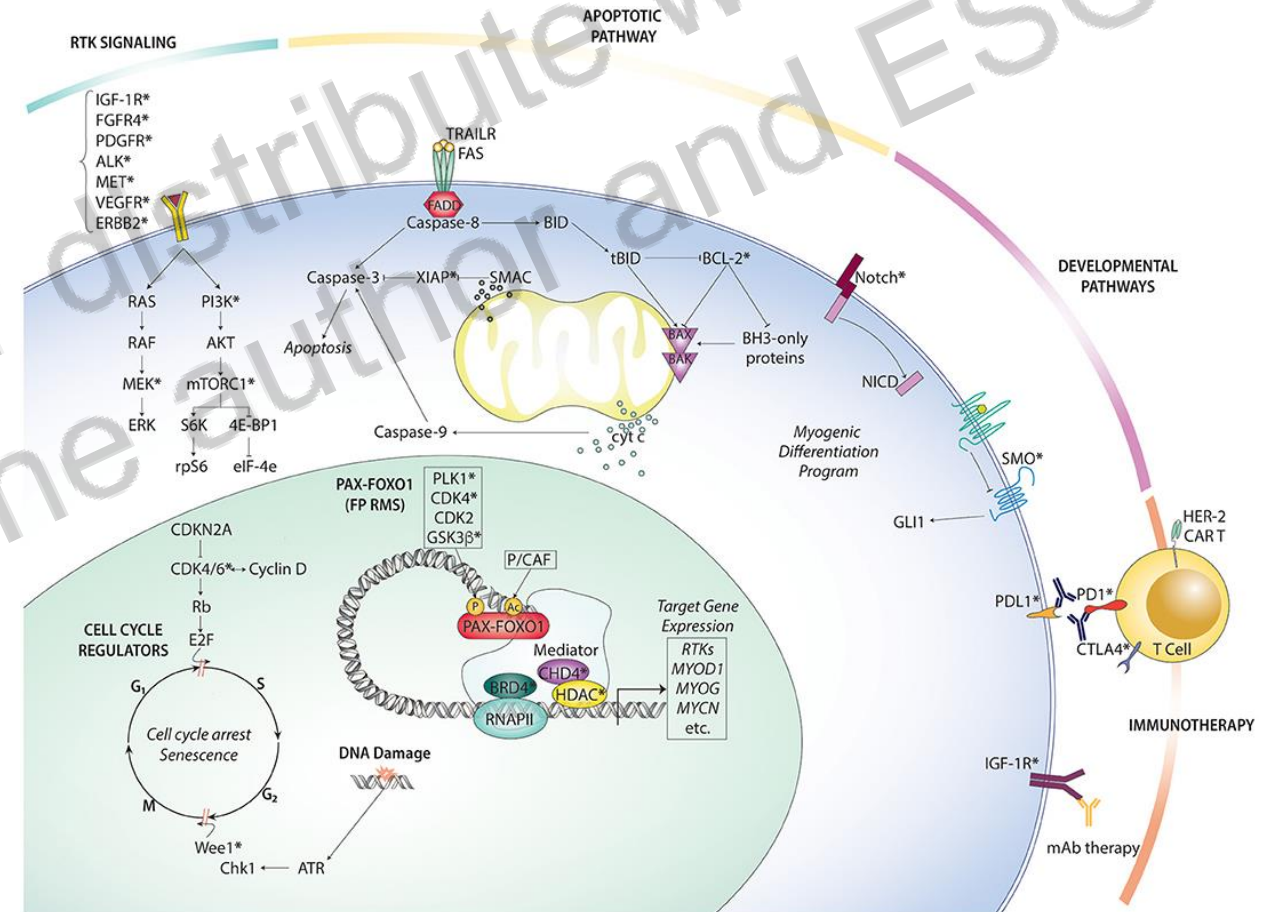 APOPTOTIC
PATHWAY
RTK SIGNALING
distribute w
he author and ESO
IGF-1R*
FGFR4*
PDGFR*
ALK*
MET*
VEGFR*
ERBB2*
TRAILR
FAS
FADD
Caspase-8
BID
tBID
BCL-2*
Caspase-3
XIAP*
SMAC
Apoptosis
BAX
BAK
BH3-only
proteins
Caspase-9
cyt c
RAS
PI3K*
RAF
AKT
MEK*
mTORC1*
ERK
S6K
4E-BP1
rpS6
eIF-4e
Notch*
NICD
DEVELOPMENTAL
PATHWAYS
Myogenic
Differentiation
Program
SMO*
GLI1
PAX-FOXO1
(FP RMS)
PLK1*
CDK4*
CDK2
GSK3β*
P/CAF
P
Ac
PAX-FOXO1
Mediator
CHD4*
BRD4*
HDAC*
RNAPII
Target Gene
Expression
RTKs
MYOD1
MYOG
MYCN
etc.
CDKN2A
CDK4/6*
Cyclin D
Rb
E2F
CELL CYCLE
REGULATORS
G1
S
Cell cycle arrest
Senescence
M
G2
Wee1*
Chk1
ATR
DNA Damage
HER-2
CAR T
PDL1*
PD1*
CTLA4*
T Cell
IMMUNOTHERAPY
IGF-1R*
mAb therapy